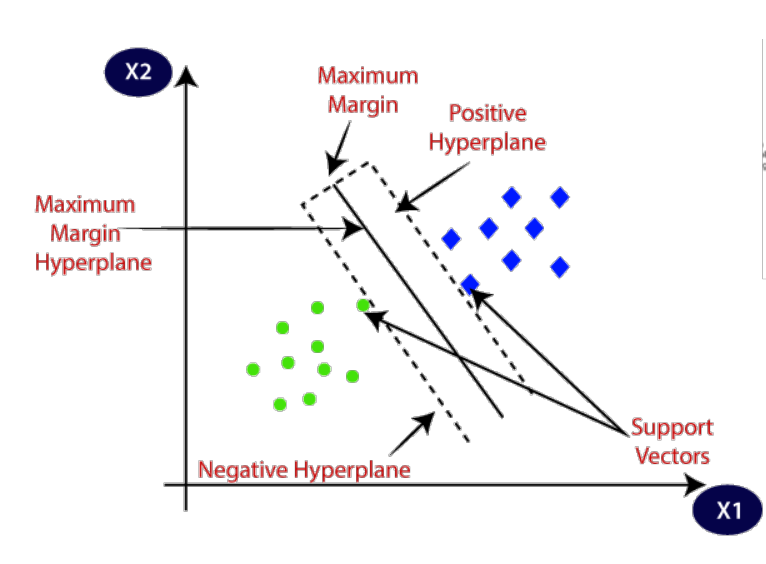 X2
Maximum
Margin
Positive
Hyperplane
Maximum
Margin
Hyperplane
Support
Vectors
Negative Hyperplane
X1